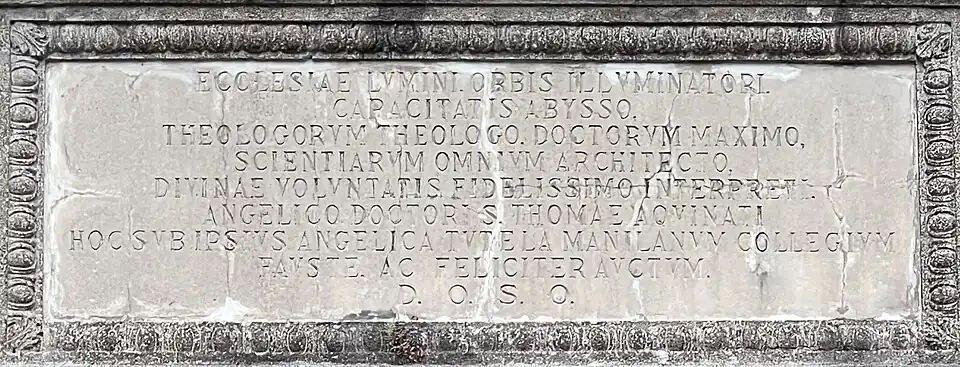 ECCLESIAE LVMINI. ORBIS ILLVMINATORI.
CAPACITATIS ABYSSO.
THEOLOGORVM THEOLOGO. DOCTORVM MAXIMO,
SCIENTIARVM OMNIVM ARCHITECTO.
DIVINAE VOLVNTATIS. FIDELISSIMO INTERPRETI.
ANGELICO DOCTORI S. THOMAE AQVINATI
HOC SVB IPSIVS ANGELICA TVTELA MANILANVM COLLEGIVM
FAVSTE. AC FELICITER AVCTVM.
D. O. S. O.